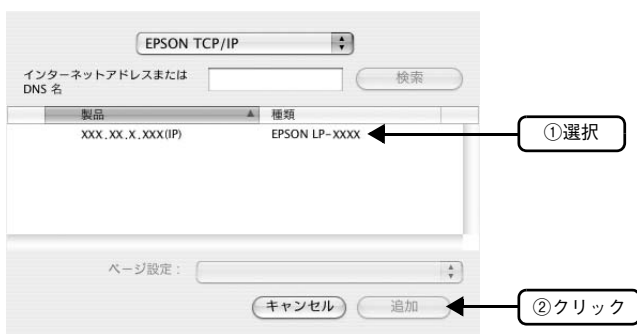 EPSON TCP/IP
インターネットアドレスまたは
DNS 名
検索
製品 種類
XXX.XX.X.XXX(IP) EPSON LP-XXXX
①選択
ページ設定：
キャンセル 追加
②クリック